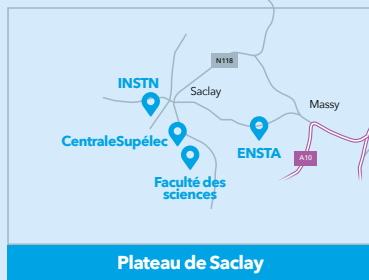 N118
INSTN
Saclay
Massy
CentraleSupélec
ENSTA
A10
Faculté des
sciences
Plateau de Saclay